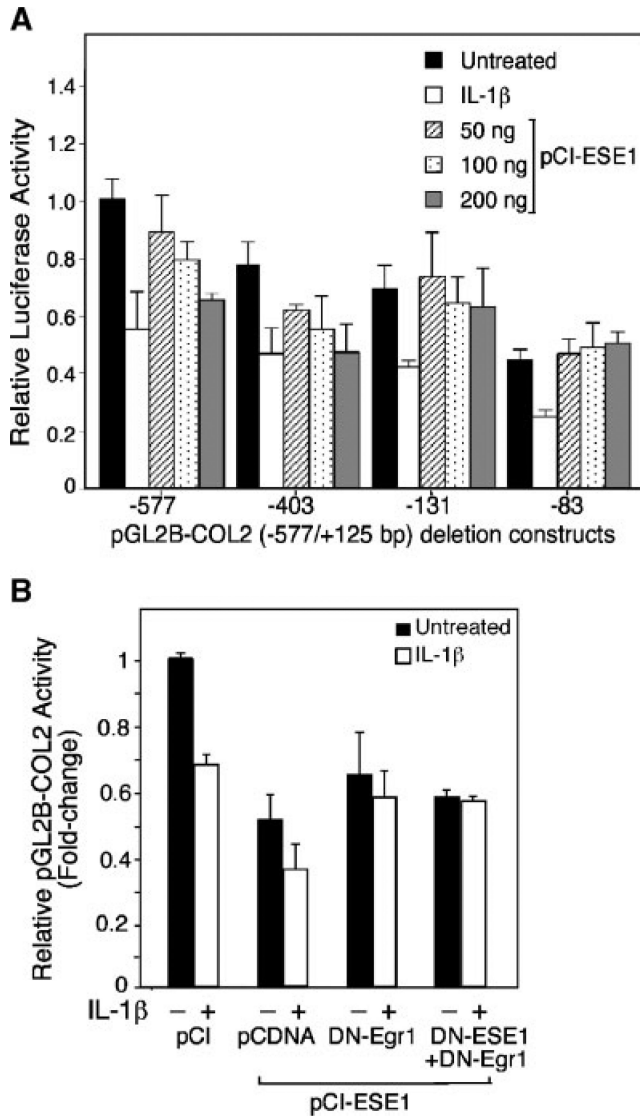 A
Relative Luciferase Activity
1.4
1.2
1.0
0.8
0.6
0.4
0.2
0
Untreated
IL-1β
50 ng
100 ng
200 ng
pCI-ESE1
-577
-403
-131
-83
pGL2B-COL2 (-577/+125 bp) deletion constructs
B
Relative pGL2B-COL2 Activity
(Fold-change)
1
0.8
0.6
0.4
0.2
0
Untreated
IL-1β
IL-1β − + − + − + − +
pCI
pCDNA
DN-Egr1
DN-ESE1
+DN-Egr1
pCI-ESE1